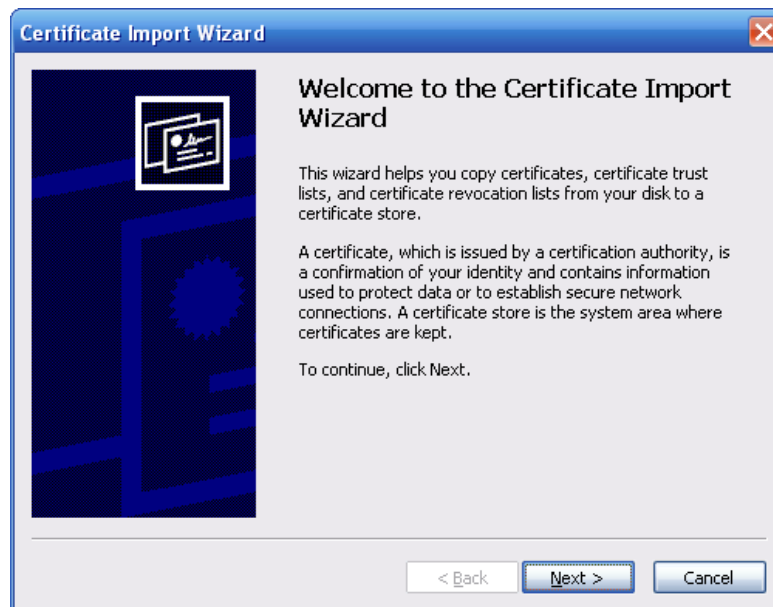 Certificate Import Wizard
Welcome to the Certificate Import
Wizard
This wizard helps you copy certificates, certificate trust
lists, and certificate revocation lists from your disk to a
certificate store.
A certificate, which is issued by a certification authority, is
a confirmation of your identity and contains information
used to protect data or to establish secure network
connections. A certificate store is the system area where
certificates are kept.
To continue, click Next.
< Back Next > Cancel